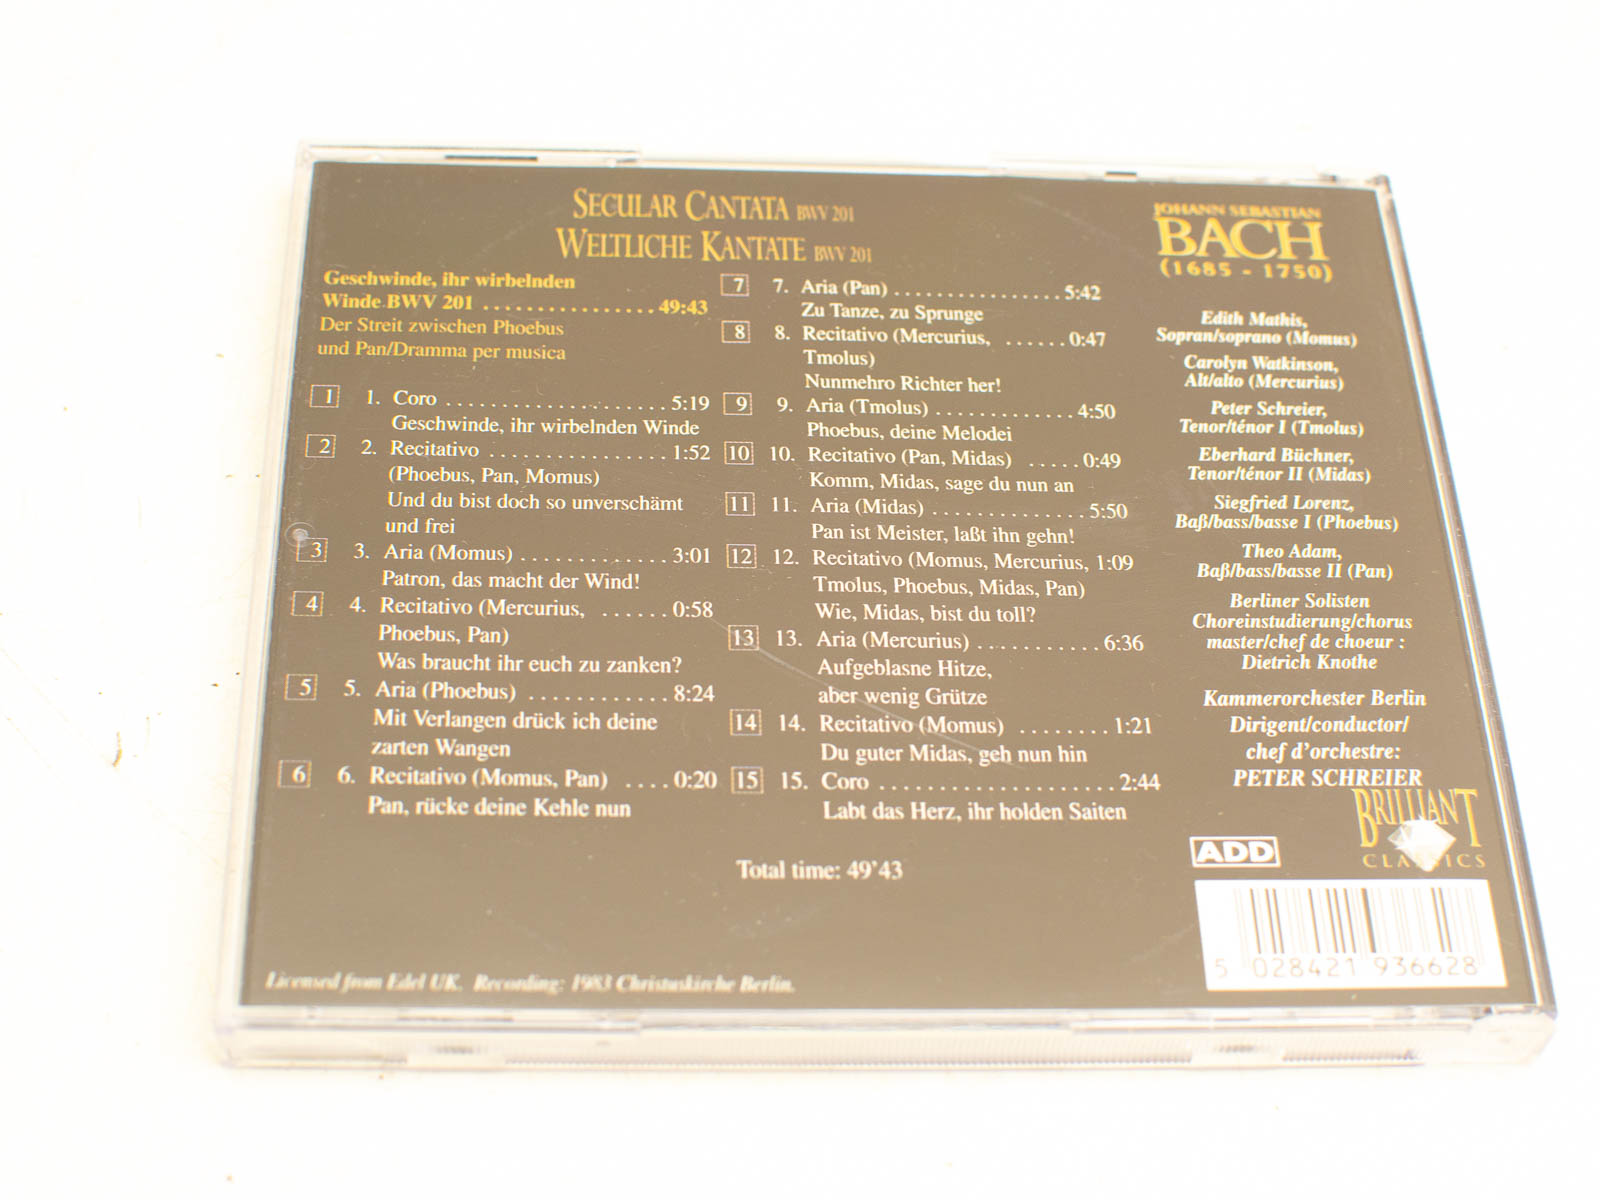 SECULAR CANTATA BWV 201
WELTLICHE KANTATE BWV 201
Geschwinde, ihr wirbelnden
Winde BWV 201 ................ 49:43
Der Streit zwischen Phoebus
und Pan/Dramma per musica
1 1. Coro ..................... 5:19
Geschwinde, ihr wirbelnden Winde
2 2. Recitativo ................. 1:52
(Phoebus, Pan, Momus)
Und du bist doch so unverschämt
und frei
3 3. Aria (Momus) .............. 3:01
Patron, das macht der Wind!
4 4. Recitativo (Mercurius, ...... 0:58
Phoebus, Pan)
Was braucht ihr euch zu zanken?
5 5. Aria (Phoebus) ............. 8:24
Mit Verlangen drück ich deine
zarten Wangen
6 6. Recitativo (Momus, Pan) .... 0:20
Pan, rücke deine Kehle nun
7 7. Aria (Pan) ................ 5:42
Zu Tanze, zu Sprunge
8 8. Recitativo (Mercurius, ...... 0:47
Tmolus)
Nunmehro Richter her!
9 9. Aria (Tmolus) ............. 4:50
Phoebus, deine Melodei
10 10. Recitativo (Pan, Midas) ..... 0:49
Komm, Midas, sage du nun an
11 11. Aria (Midas) .............. 5:50
Pan ist Meister, laßt ihn gehn!
12 12. Recitativo (Momus, Mercurius, 1:09
Tmolus, Phoebus, Midas, Pan)
Wie, Midas, bist du toll?
13 13. Aria (Mercurius) ........... 6:36
Aufgeblasne Hitze,
aber wenig Grütze
14 14. Recitativo (Momus) ........ 1:21
Du guter Midas, geh nun hin
15 15. Coro ..................... 2:44
Labt das Herz, ihr holden Saiten
Total time: 49'43
Licensed from Edel UK. Recording: 1983 Christuskirche Berlin.
JOHANN SEBASTIAN
BACH
(1685 - 1750)
Edith Mathis,
Sopran/soprano (Momus)
Carolyn Watkinson,
Alt/alto (Mercurius)
Peter Schreier,
Tenor/ténor I (Tmolus)
Eberhard Büchner,
Tenor/ténor II (Midas)
Siegfried Lorenz,
Baß/bass/basse I (Phoebus)
Theo Adam,
Baß/bass/basse II (Pan)
Berliner Solisten
Choreinstudierung/chorus
master/chef de choeur :
Dietrich Knothe
Kammerorchester Berlin
Dirigent/conductor/
chef d'orchestre:
PETER SCHREIER
BRILLIANT
CLASSICS
ADD
5 028421 936628